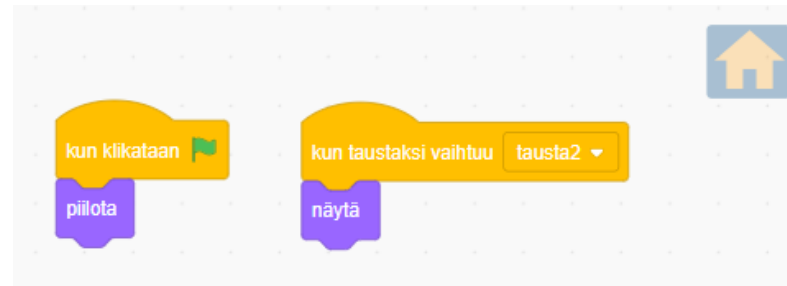 kun klikataan
piilota
kun taustaksi vaihtuu tausta2
näytä